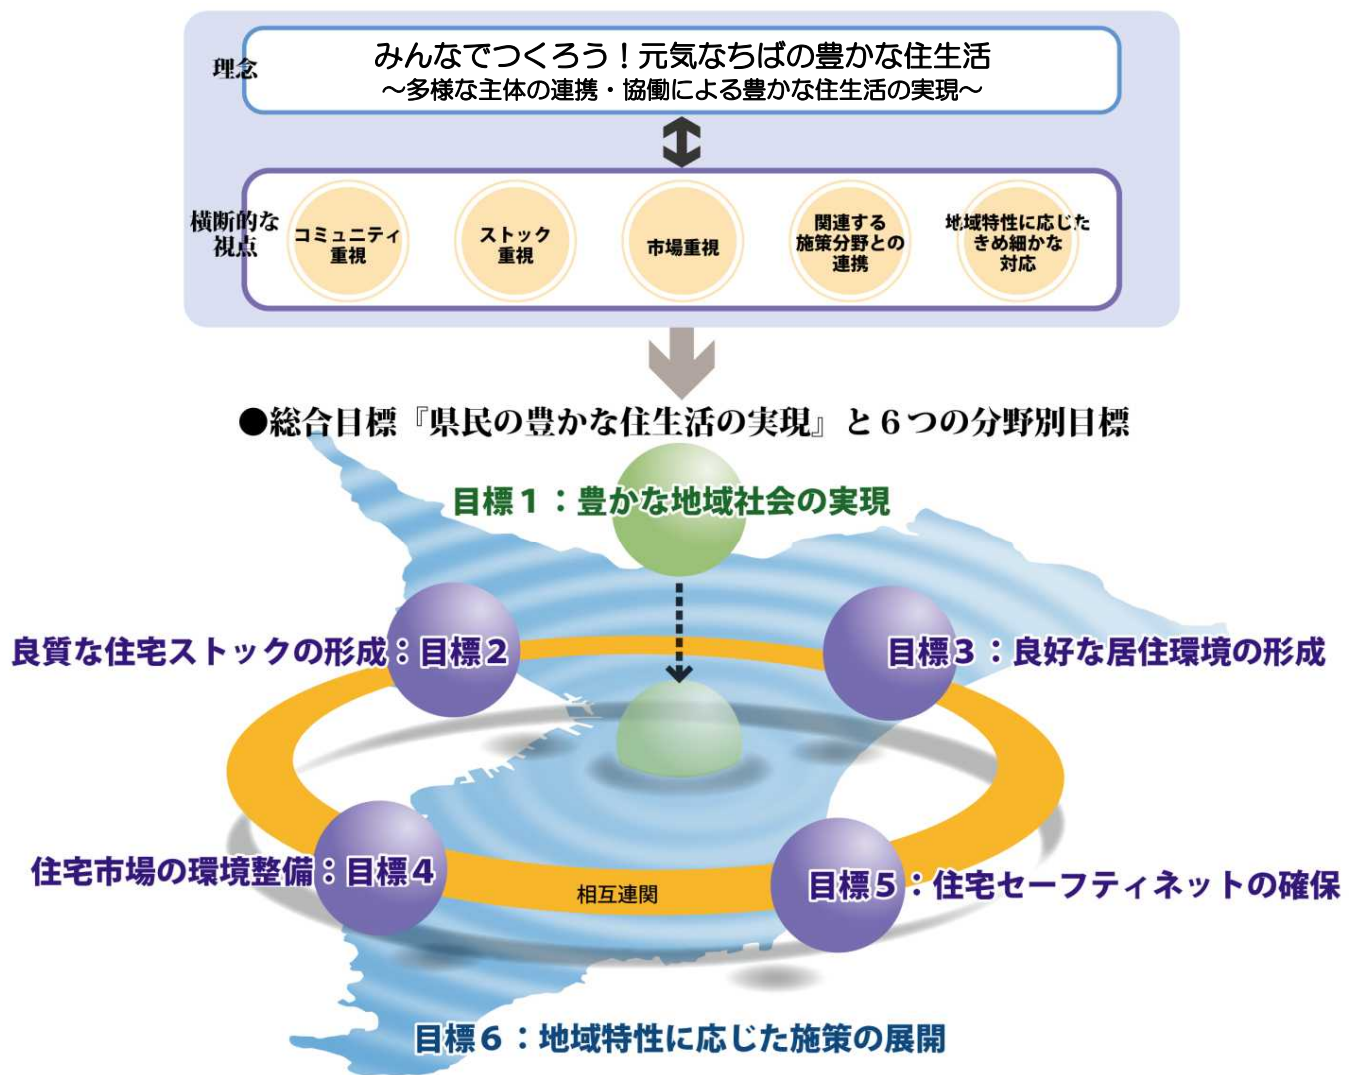 理念
みんなでつくろう！元気なちばの豊かな住生活
～多様な主体の連携・協働による豊かな住生活の実現～
横断的な
視点
コミュニティ
重視
ストック
重視
市場重視
関連する
施策分野との
連携
地域特性に応じた
きめ細かな
対応
●総合目標『県民の豊かな住生活の実現』と６つの分野別目標
目標１：豊かな地域社会の実現
良質な住宅ストックの形成：目標２
目標３：良好な居住環境の形成
住宅市場の環境整備：目標４
目標５：住宅セーフティネットの確保
相互連関
目標６：地域特性に応じた施策の展開